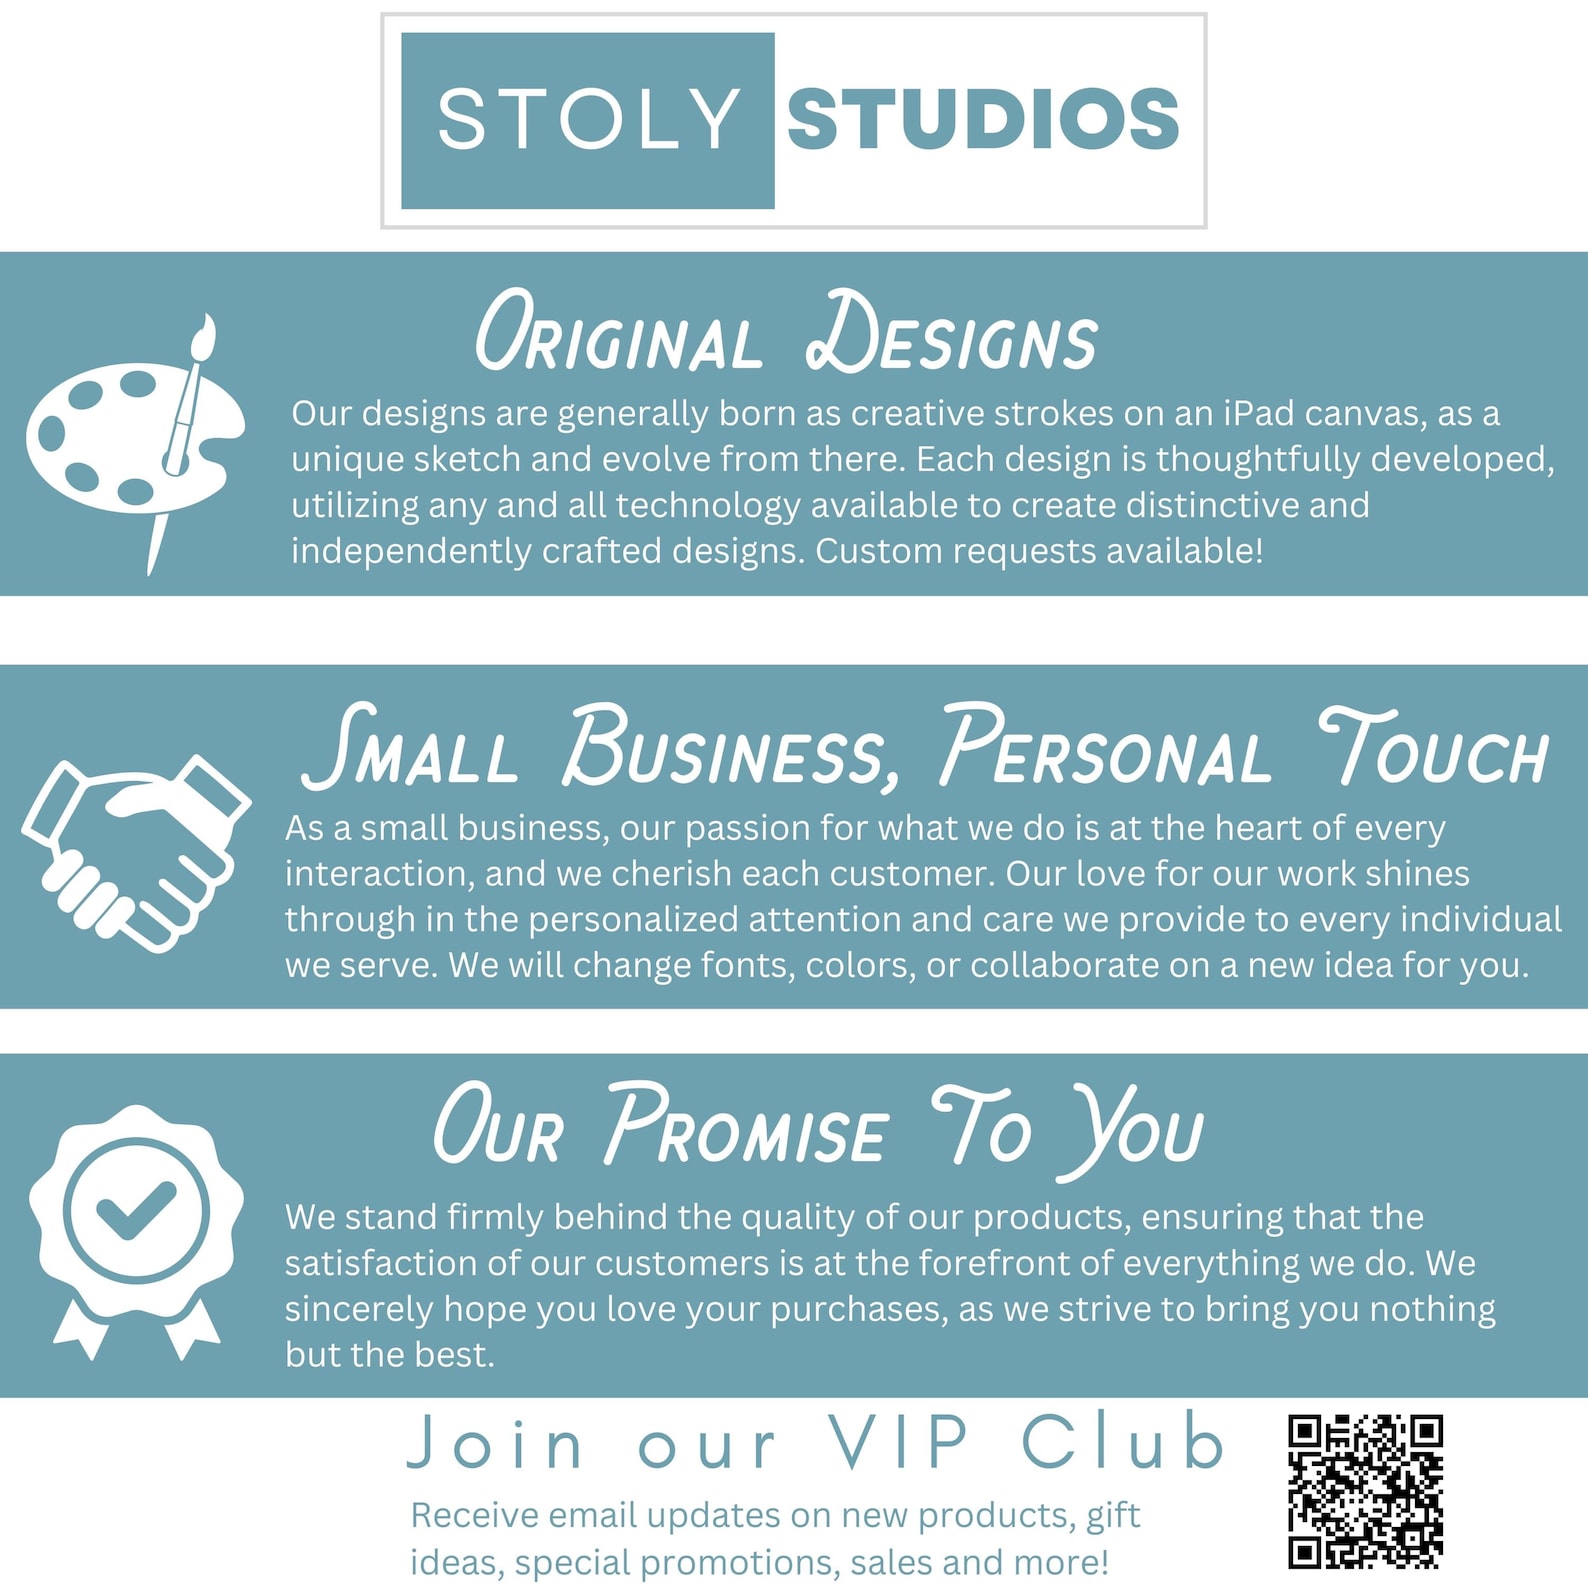 STOLY STUDIOS
Original Designs
Our designs are generally born as creative strokes on an iPad canvas, as a
unique sketch and evolve from there. Each design is thoughtfully developed,
utilizing any and all technology available to create distinctive and
independently crafted designs. Custom requests available!
Small Business, Personal Touch
As a small business, our passion for what we do is at the heart of every
interaction, and we cherish each customer. Our love for our work shines
through in the personalized attention and care we provide to every individual
we serve. We will change fonts, colors, or collaborate on a new idea for you.
Our Promise To You
We stand firmly behind the quality of our products, ensuring that the
satisfaction of our customers is at the forefront of everything we do. We
sincerely hope you love your purchases, as we strive to bring you nothing
but the best.
Join our VIP Club
Receive email updates on new products, gift
ideas, special promotions, sales and more!